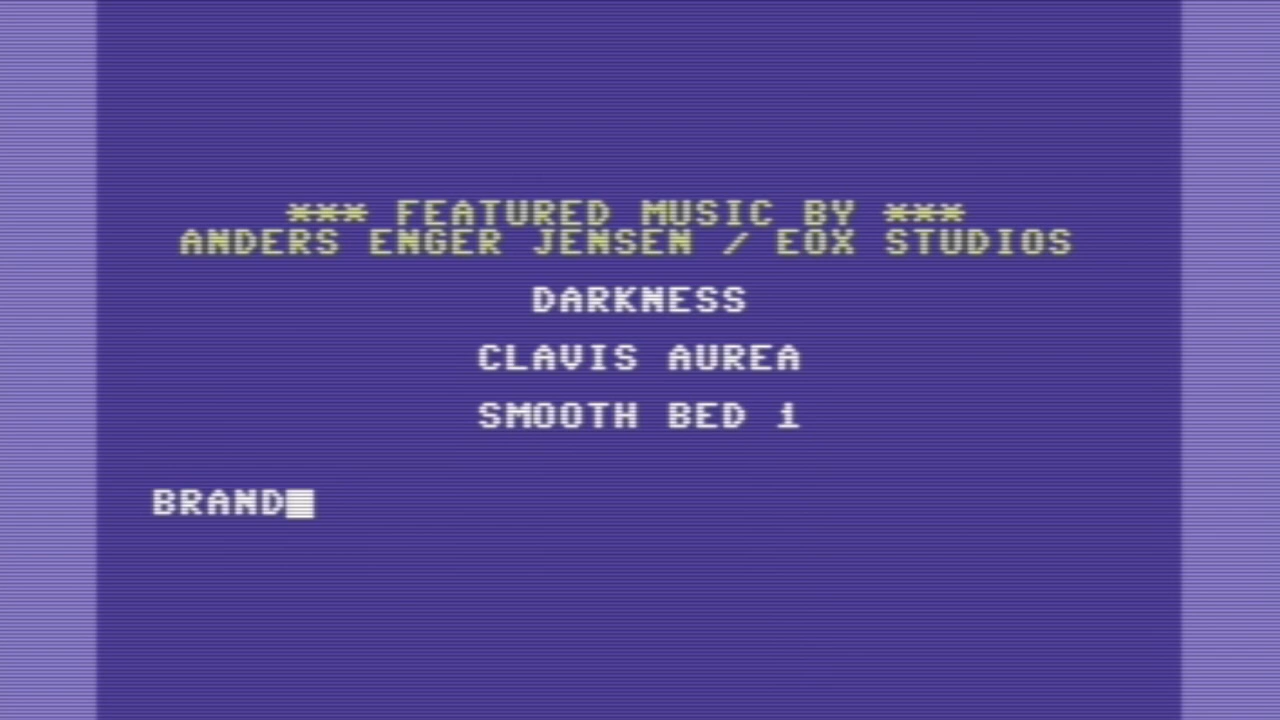 *** FEATURED MUSIC BY ***
ANDERS ENGER JENSEN / EOX STUDIOS
DARKNESS
CLAVIS AUREA
SMOOTH BED 1
BRAND